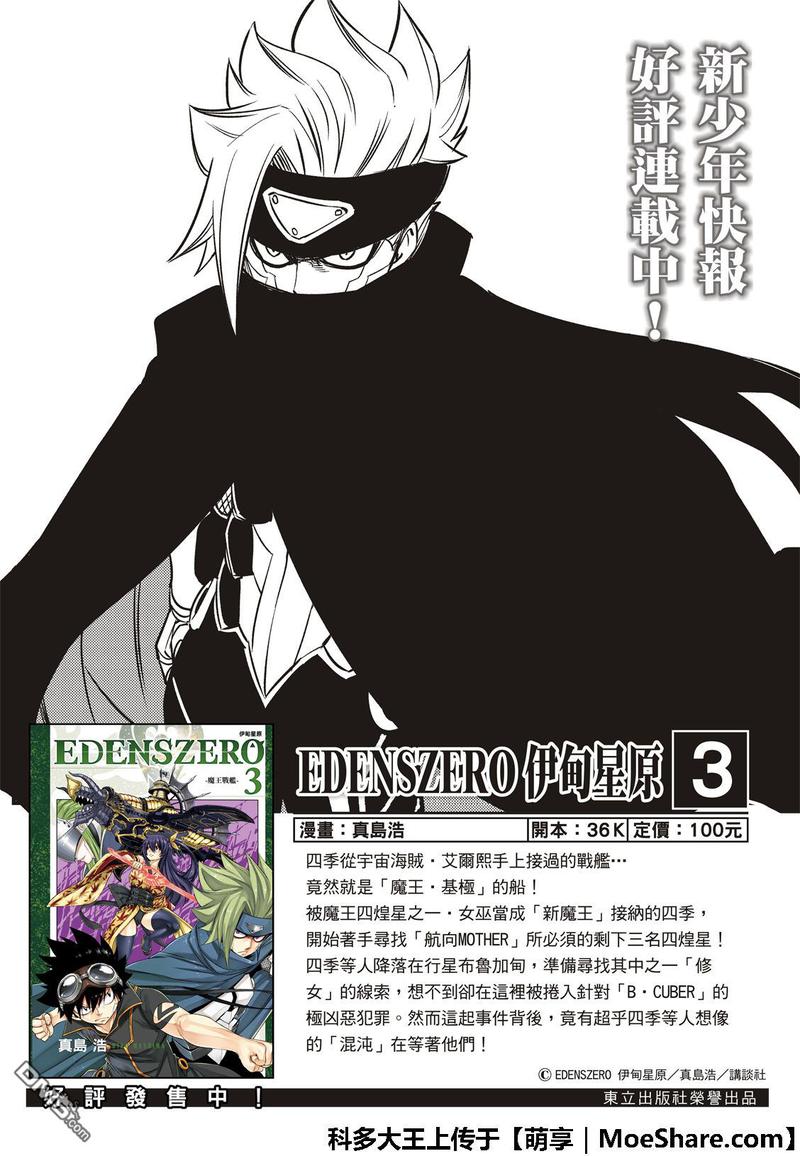 新少年快報
好評連載中！
伊甸星原
EDENSZERO
3
-魔王戰艦-
真島 浩
HIRO MASHIMA
好評發售中！
EDENSZERO 伊甸星原 3
漫畫：真島浩 開本：36K 定價：100元
四季從宇宙海賊・艾爾熙手上接過的戰艦…
竟然就是「魔王・基極」的船！
被魔王四煌星之一・女巫當成「新魔王」接納的四季，
開始著手尋找「航向MOTHER」所必須的剩下三名四煌星！
四季等人降落在行星布魯加甸，準備尋找其中之一「修
女」的線索，想不到卻在這裡被捲入針對「B・CUBER」的
極凶惡犯罪。然而這起事件背後，竟有超乎四季等人想像
的「混沌」在等著他們！
© EDENSZERO 伊甸星原／真島浩／講談社
東立出版社榮譽出品
科多大王上传于【萌享】MoeShare.com】